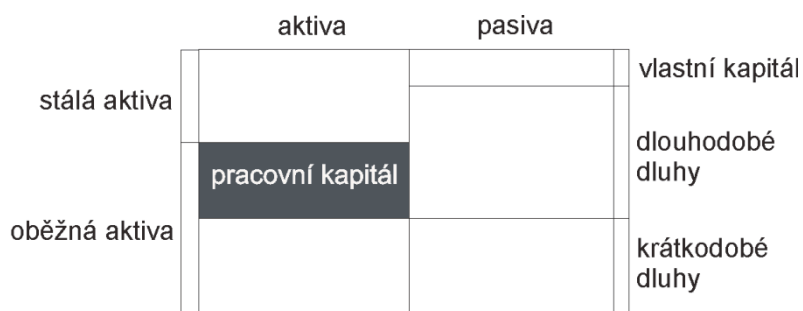 aktiva
pasiva
stálá aktiva
vlastní kapitál
dlouhodobé
dluhy
pracovní kapitál
oběžná aktiva
krátkodobé
dluhy